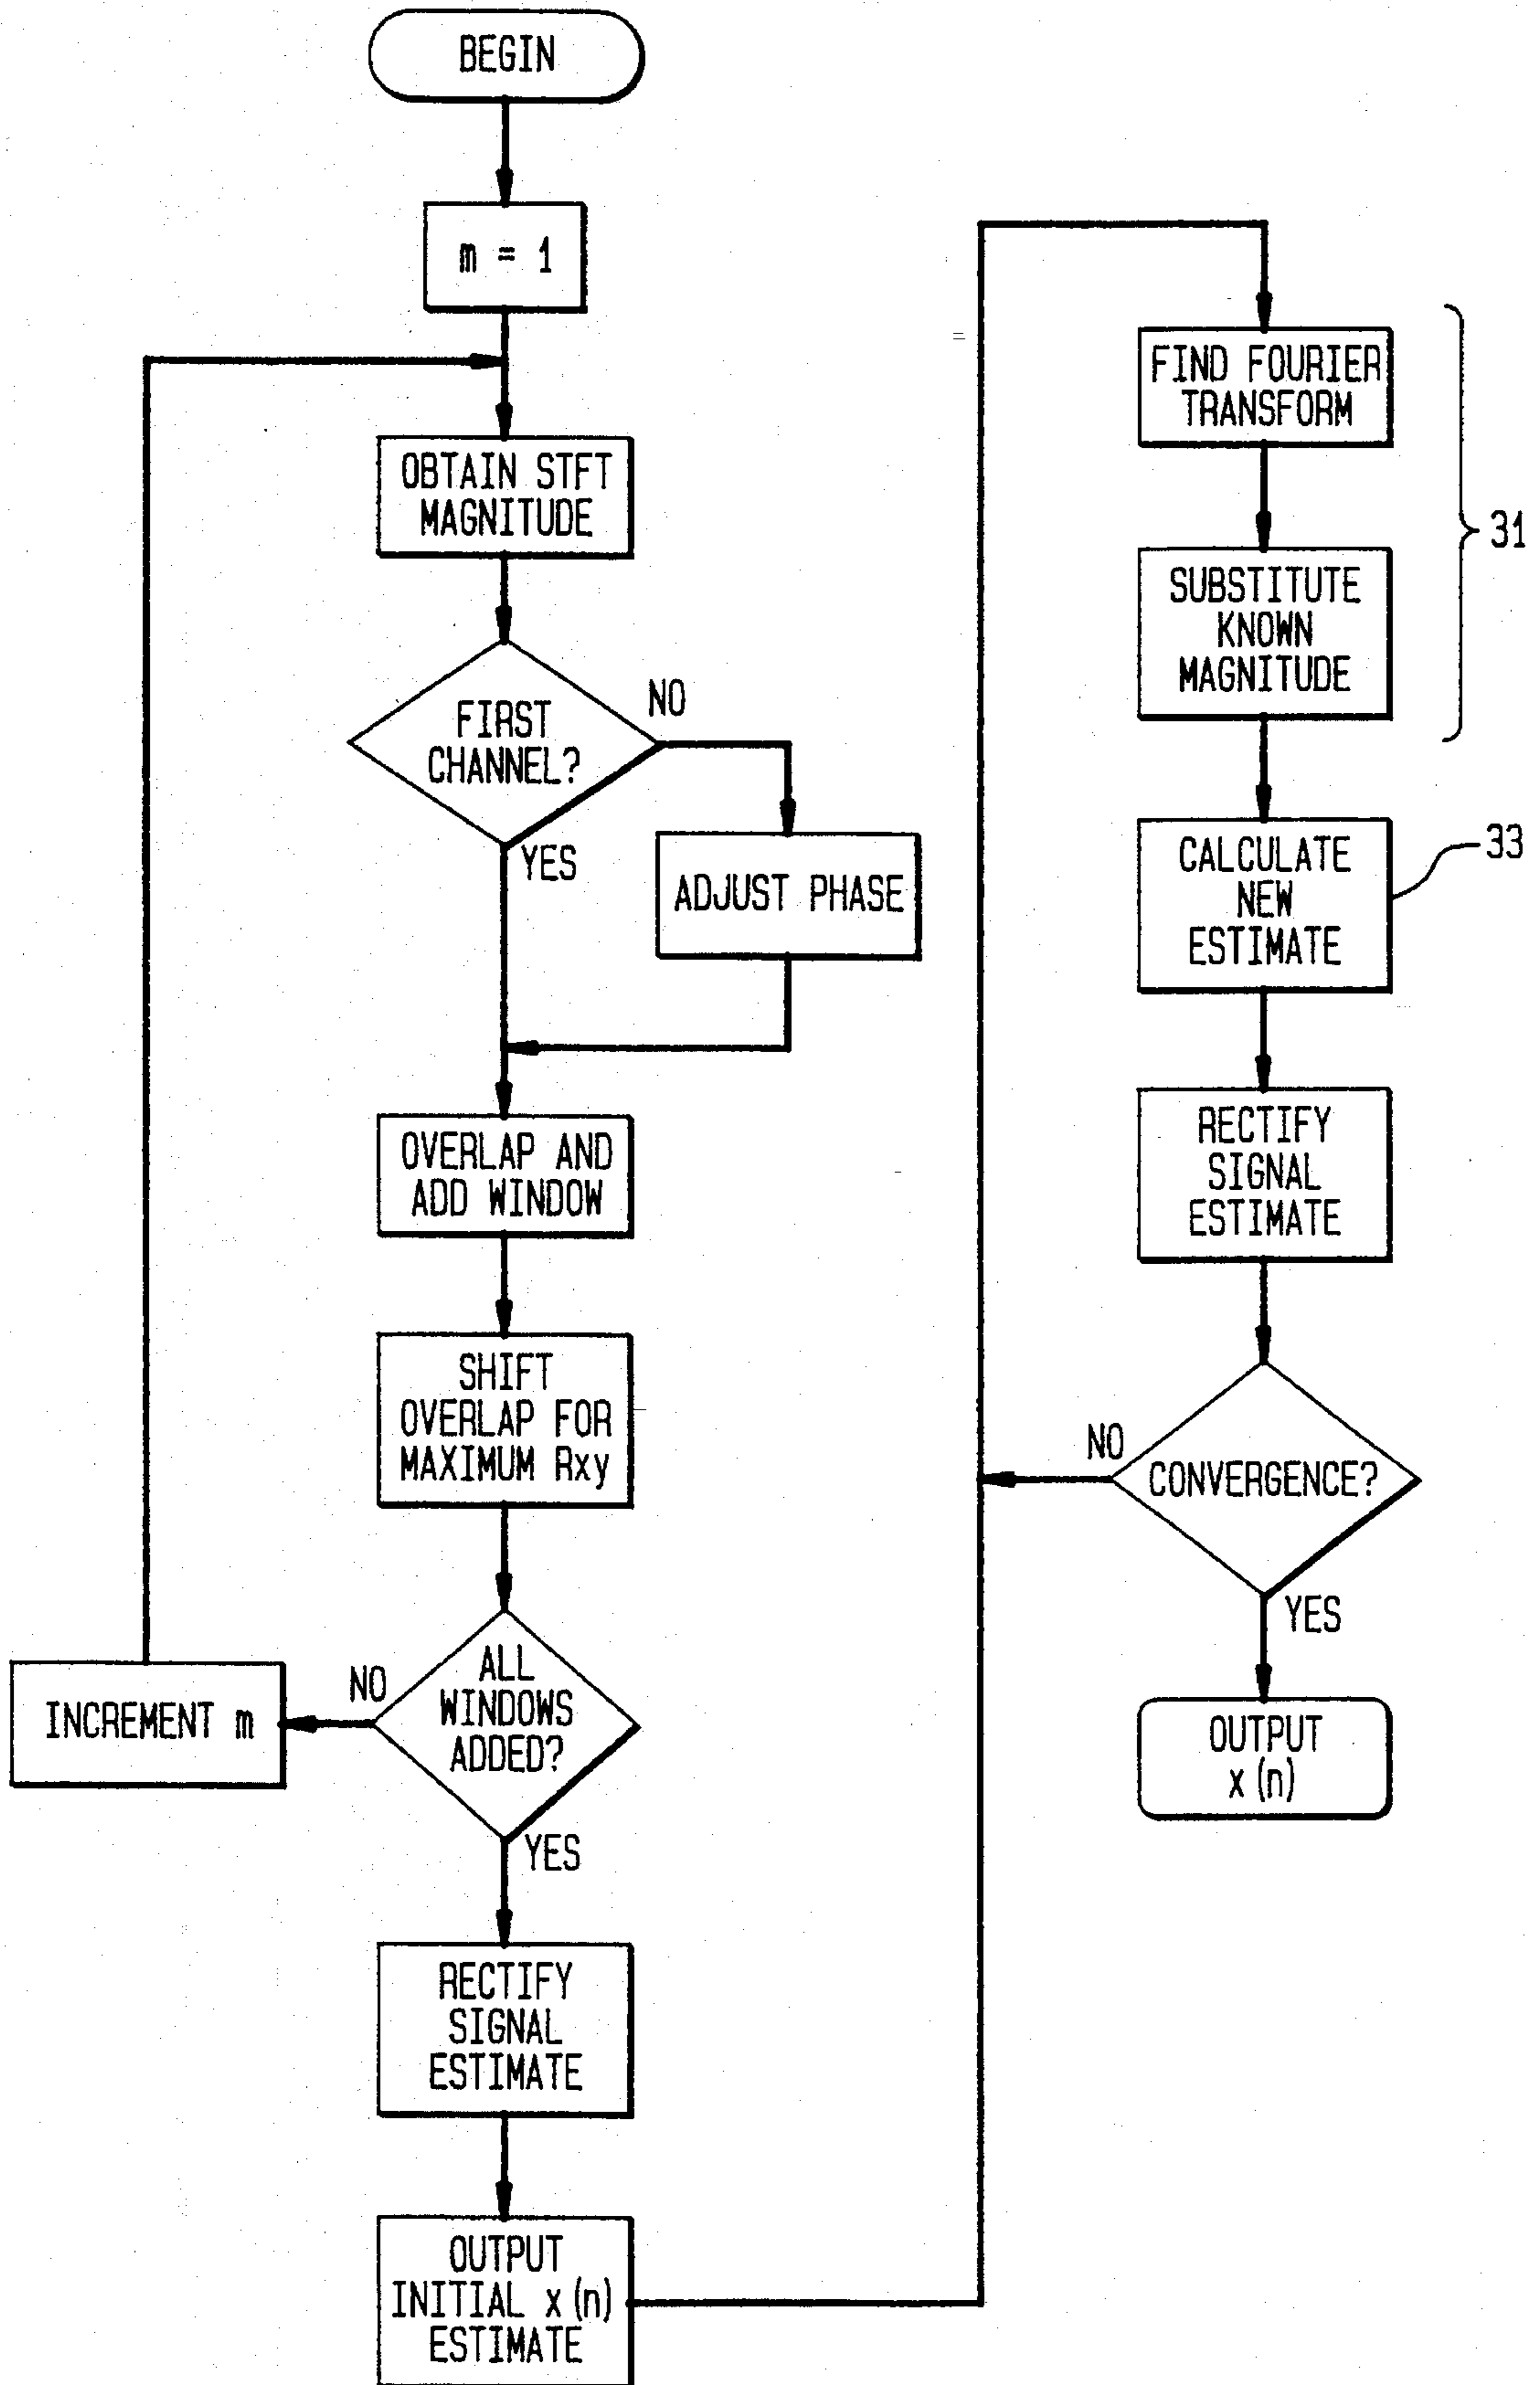 BEGIN
m = 1
OBTAIN STFT
MAGNITUDE
FIRST
CHANNEL?
NO
YES
ADJUST PHASE
OVERLAP AND
ADD WINDOW
SHIFT
OVERLAP FOR
MAXIMUM Rxy
ALL
WINDOWS
ADDED?
NO
INCREMENT m
YES
RECTIFY
SIGNAL
ESTIMATE
OUTPUT
INITIAL x(n)
ESTIMATE
FIND FOURIER
TRANSFORM
SUBSTITUTE
KNOWN
MAGNITUDE
31
CALCULATE
NEW
ESTIMATE
33
RECTIFY
SIGNAL
ESTIMATE
NO
CONVERGENCE?
YES
OUTPUT
x(n)